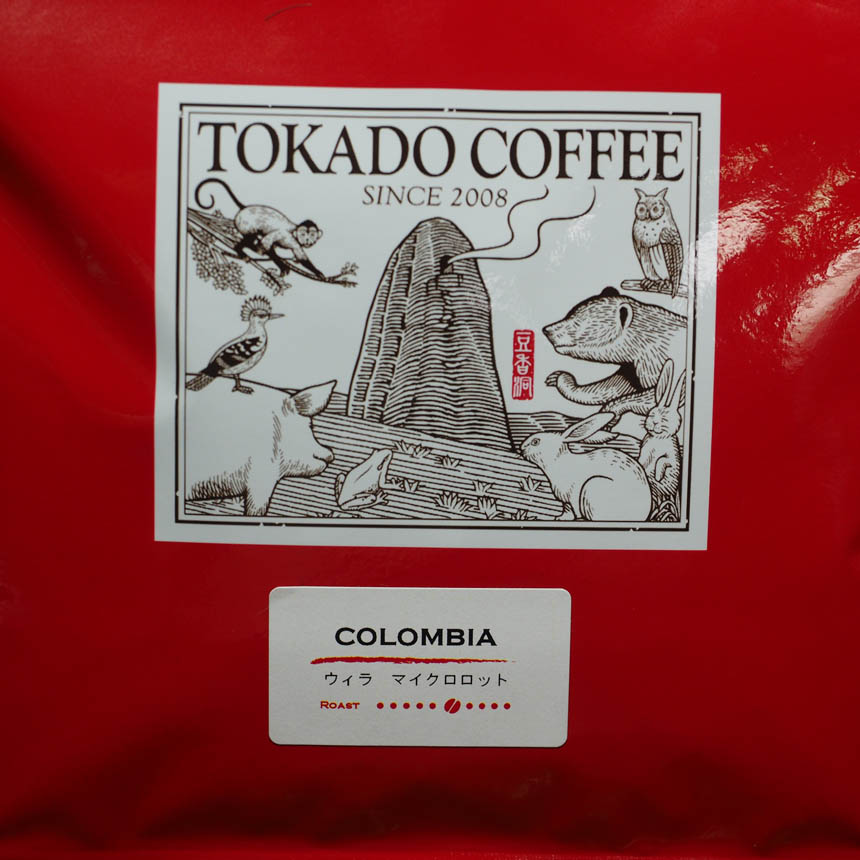 TOKADO COFFEE
SINCE 2008
豆香洞
COLOMBIA
ウィラ　マイクロロット
ROAST